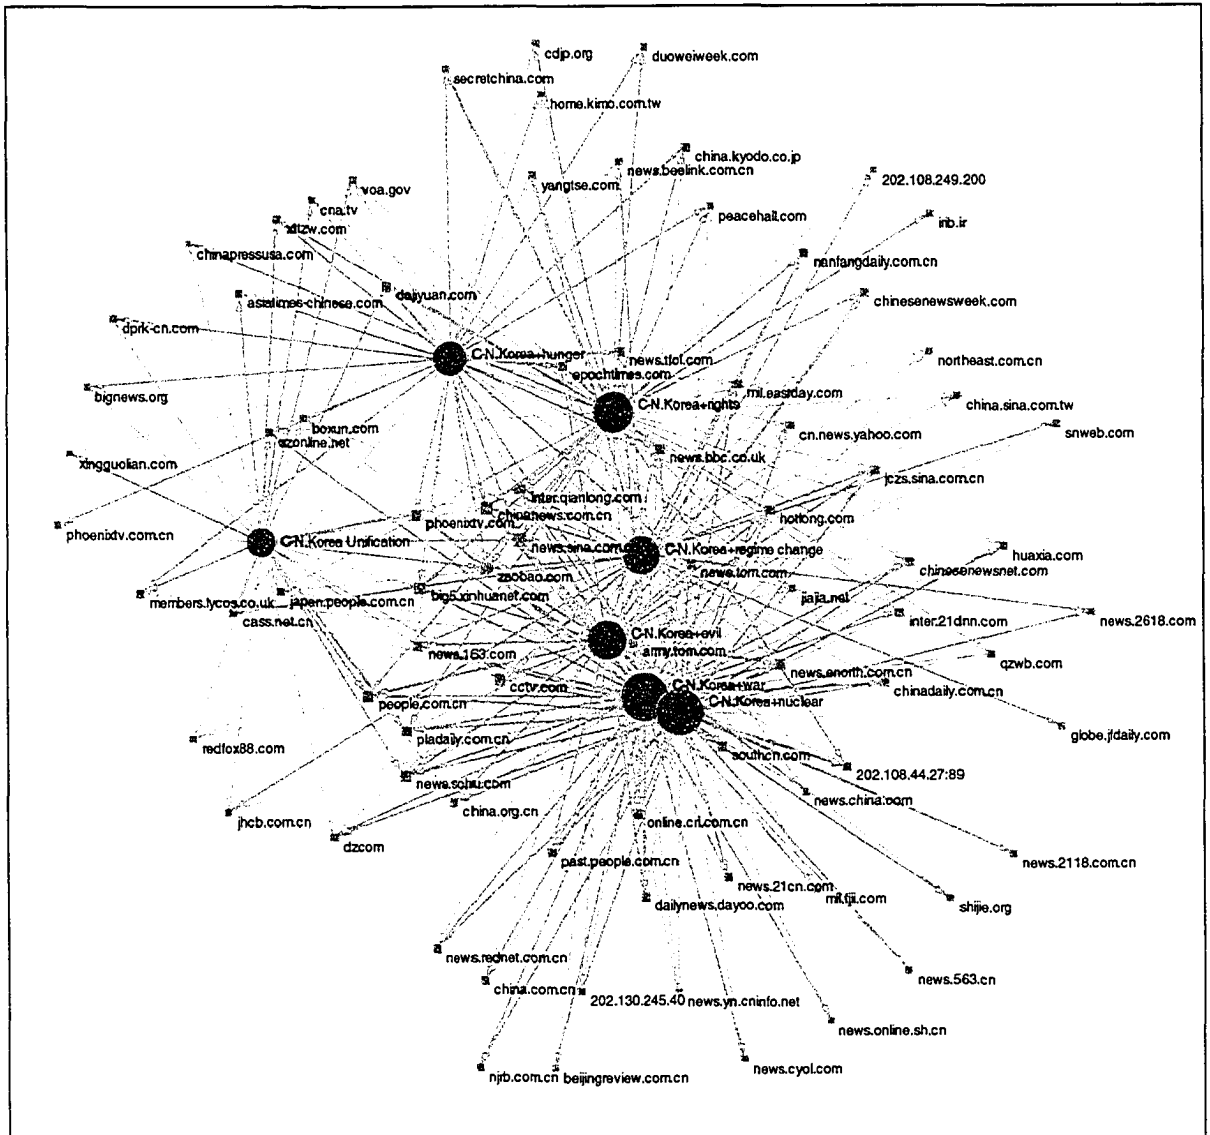 cdjp.org
duoweiweek.com
secretchina.com
home.kimo.com.tw
china.kyodo.co.jp
news.beelink.com.cn
yangtse.com
202.108.249.200
voa.gov
cna.tv
peacehall.com
irib.ir
xttzw.com
chinapressusa.com
nanfangdaily.com.cn
dajiyuan.com
asiatimes-chinese.com
chinesenewsweek.com
dprk-cn.com
C-N.Korea+hunger
news.tfol.com
northeast.com.cn
epochtimes.com
bignews.org
mil.eastday.com
C-N.Korea+rights
china.sina.com.tw
boxun.com
qzonline.net
cn.news.yahoo.com
snweb.com
news.bbc.co.uk
xingguolian.com
jczs.sina.com.cn
inter.qianlong.com
chinanews.com.cn
phoenixtv.com
hotlong.com
phoenixtv.com.cn
C-N.Korea Unification
news.sina.com
C-N.Korea+regime change
huaxia.com
chinesenewsnet.com
zaobao.com
news.tom.com
big5.xinhuanet.com
members.lycos.co.uk
japan.people.com.cn
jiajia.net
cass.net.cn
inter.21dnn.com
news.2618.com
C-N.Korea+evil
army.tom.com
news.163.com
qzwb.com
news.enorth.com.cn
cctv.com
C-N.Korea+war
chinadaily.com.cn
people.com.cn
C-N.Korea+nuclear
pladaily.com.cn
globe.jfdaily.com
redfox88.com
southcn.com
202.108.44.27:89
news.sohu.com
news.china.com
china.org.cn
jhcb.com.cn
online.cri.com.cn
dzcom
past.people.com.cn
news.2118.com.cn
news.21cn.com
mil.tjii.com
dailynews.dayoo.com
shijie.org
news.rednet.com.cn
news.563.cn
china.com.cn
202.130.245.40
news.yn.cninfo.net
news.online.sh.cn
news.cyol.com
njrb.com.cn
beijingreview.com.cn